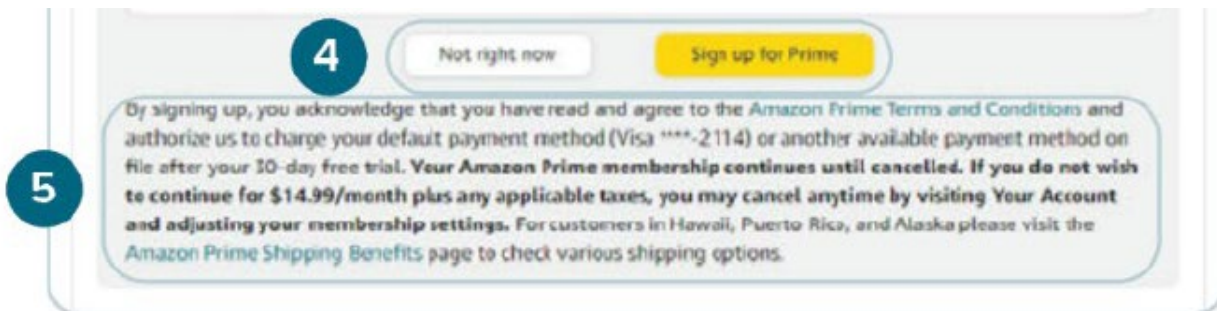 4
Not right now
Sign up for Prime
By signing up, you acknowledge that you have read and agree to the Amazon Prime Terms and Conditions and
authorize us to charge your default payment method (Visa ****-2114) or another available payment method on
file after your 30-day free trial. Your Amazon Prime membership continues until cancelled. If you do not wish
5
to continue for $14.99/month plus any applicable taxes, you may cancel anytime by visiting Your Account
and adjusting your membership settings. For customers in Hawaii, Puerto Rico, and Alaska please visit the
Amazon Prime Shipping Benefits page to check various shipping options.